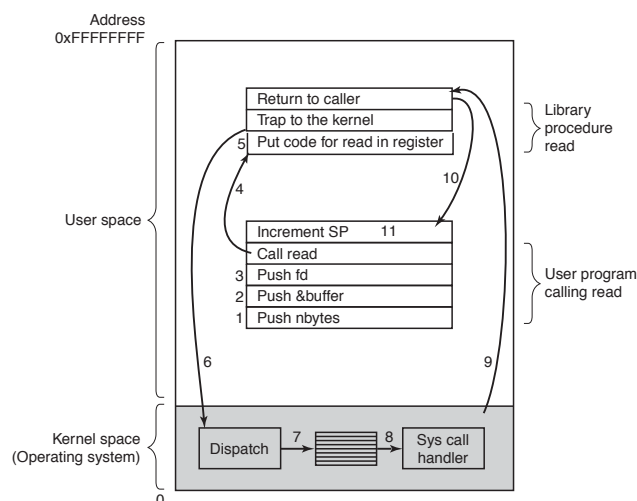 Address
0xFFFFFFFF
Return to caller
Trap to the kernel
5 Put code for read in register
Library
procedure
read
4
10
User space
Increment SP 11
Call read
3 Push fd
2 Push &buffer
1 Push nbytes
User program
calling read
6
9
Kernel space
(Operating system)
Dispatch
7
8
Sys call
handler
0